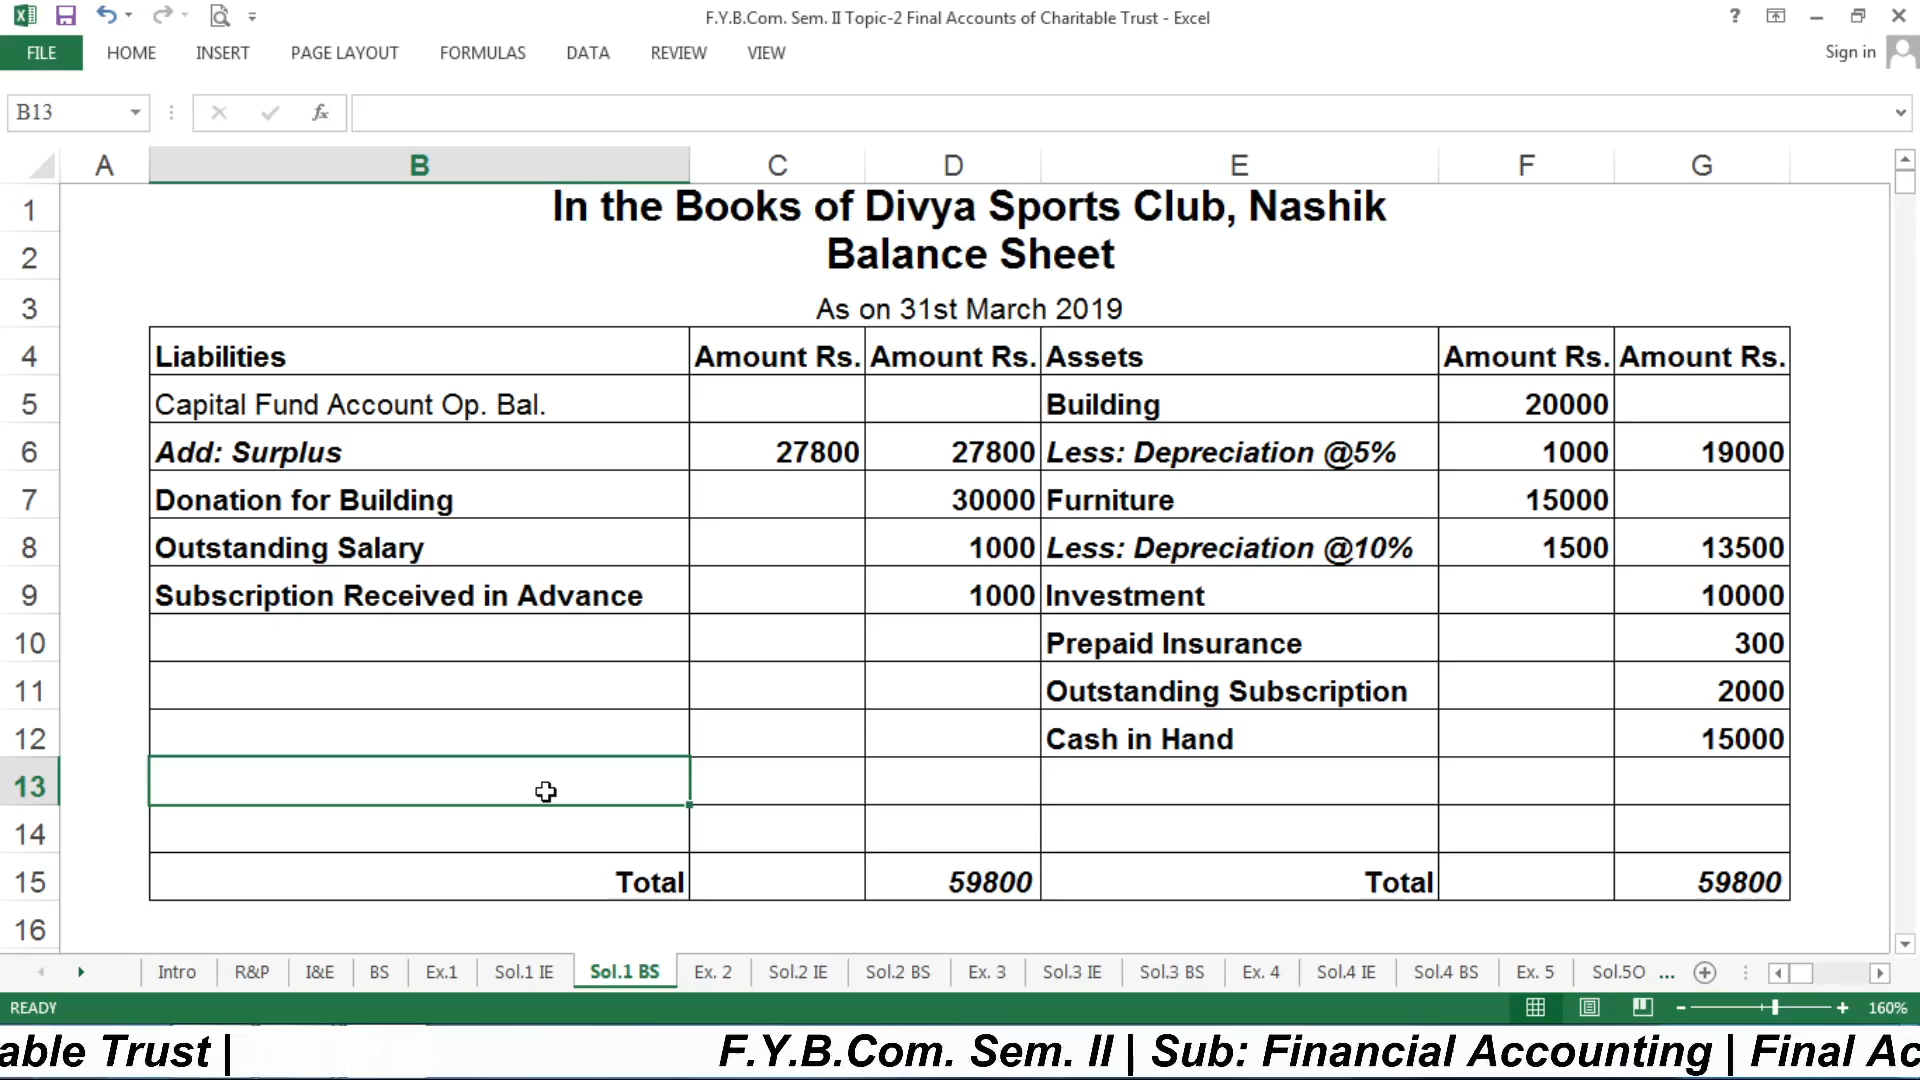 F.Y.B.Com. Sem. II Topic-2 Final Accounts of Charitable Trust - Excel
FILE HOME INSERT PAGE LAYOUT FORMULAS DATA REVIEW VIEW Sign in
B13 fx
A B C D E F G
1 In the Books of Divya Sports Club, Nashik
2 Balance Sheet
3 As on 31st March 2019
4 Liabilities Amount Rs. Amount Rs. Assets Amount Rs. Amount Rs.
5 Capital Fund Account Op. Bal. Building 20000
6 Add: Surplus 27800 27800 Less: Depreciation @5% 1000 19000
7 Donation for Building 30000 Furniture 15000
8 Outstanding Salary 1000 Less: Depreciation @10% 1500 13500
9 Subscription Received in Advance 1000 Investment 10000
10 Prepaid Insurance 300
11 Outstanding Subscription 2000
12 Cash in Hand 15000
13
14
15 Total 59800 Total 59800
16
Intro R&P I&E BS Ex.1 Sol.1 IE Sol.1 BS Ex. 2 Sol.2 IE Sol.2 BS Ex. 3 Sol.3 IE Sol.3 BS Ex. 4 Sol.4 IE Sol.4 BS Ex. 5 Sol.5O ...
READY 160%
able Trust | F.Y.B.Com. Sem. II | Sub: Financial Accounting | Final Ac